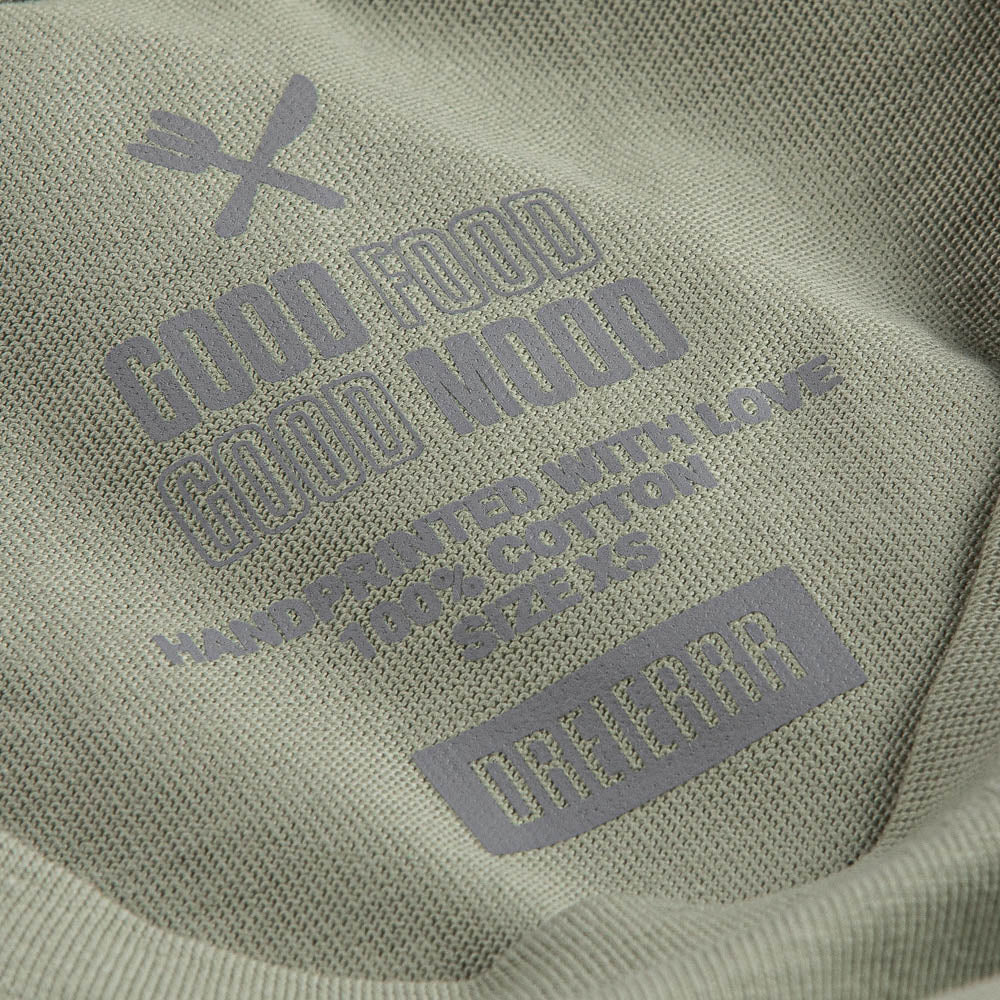 GOOD FOOD
GOOD MOOD
HANDPRINTED WITH LOVE
100% COTTON
SIZE XS
DREIERRR